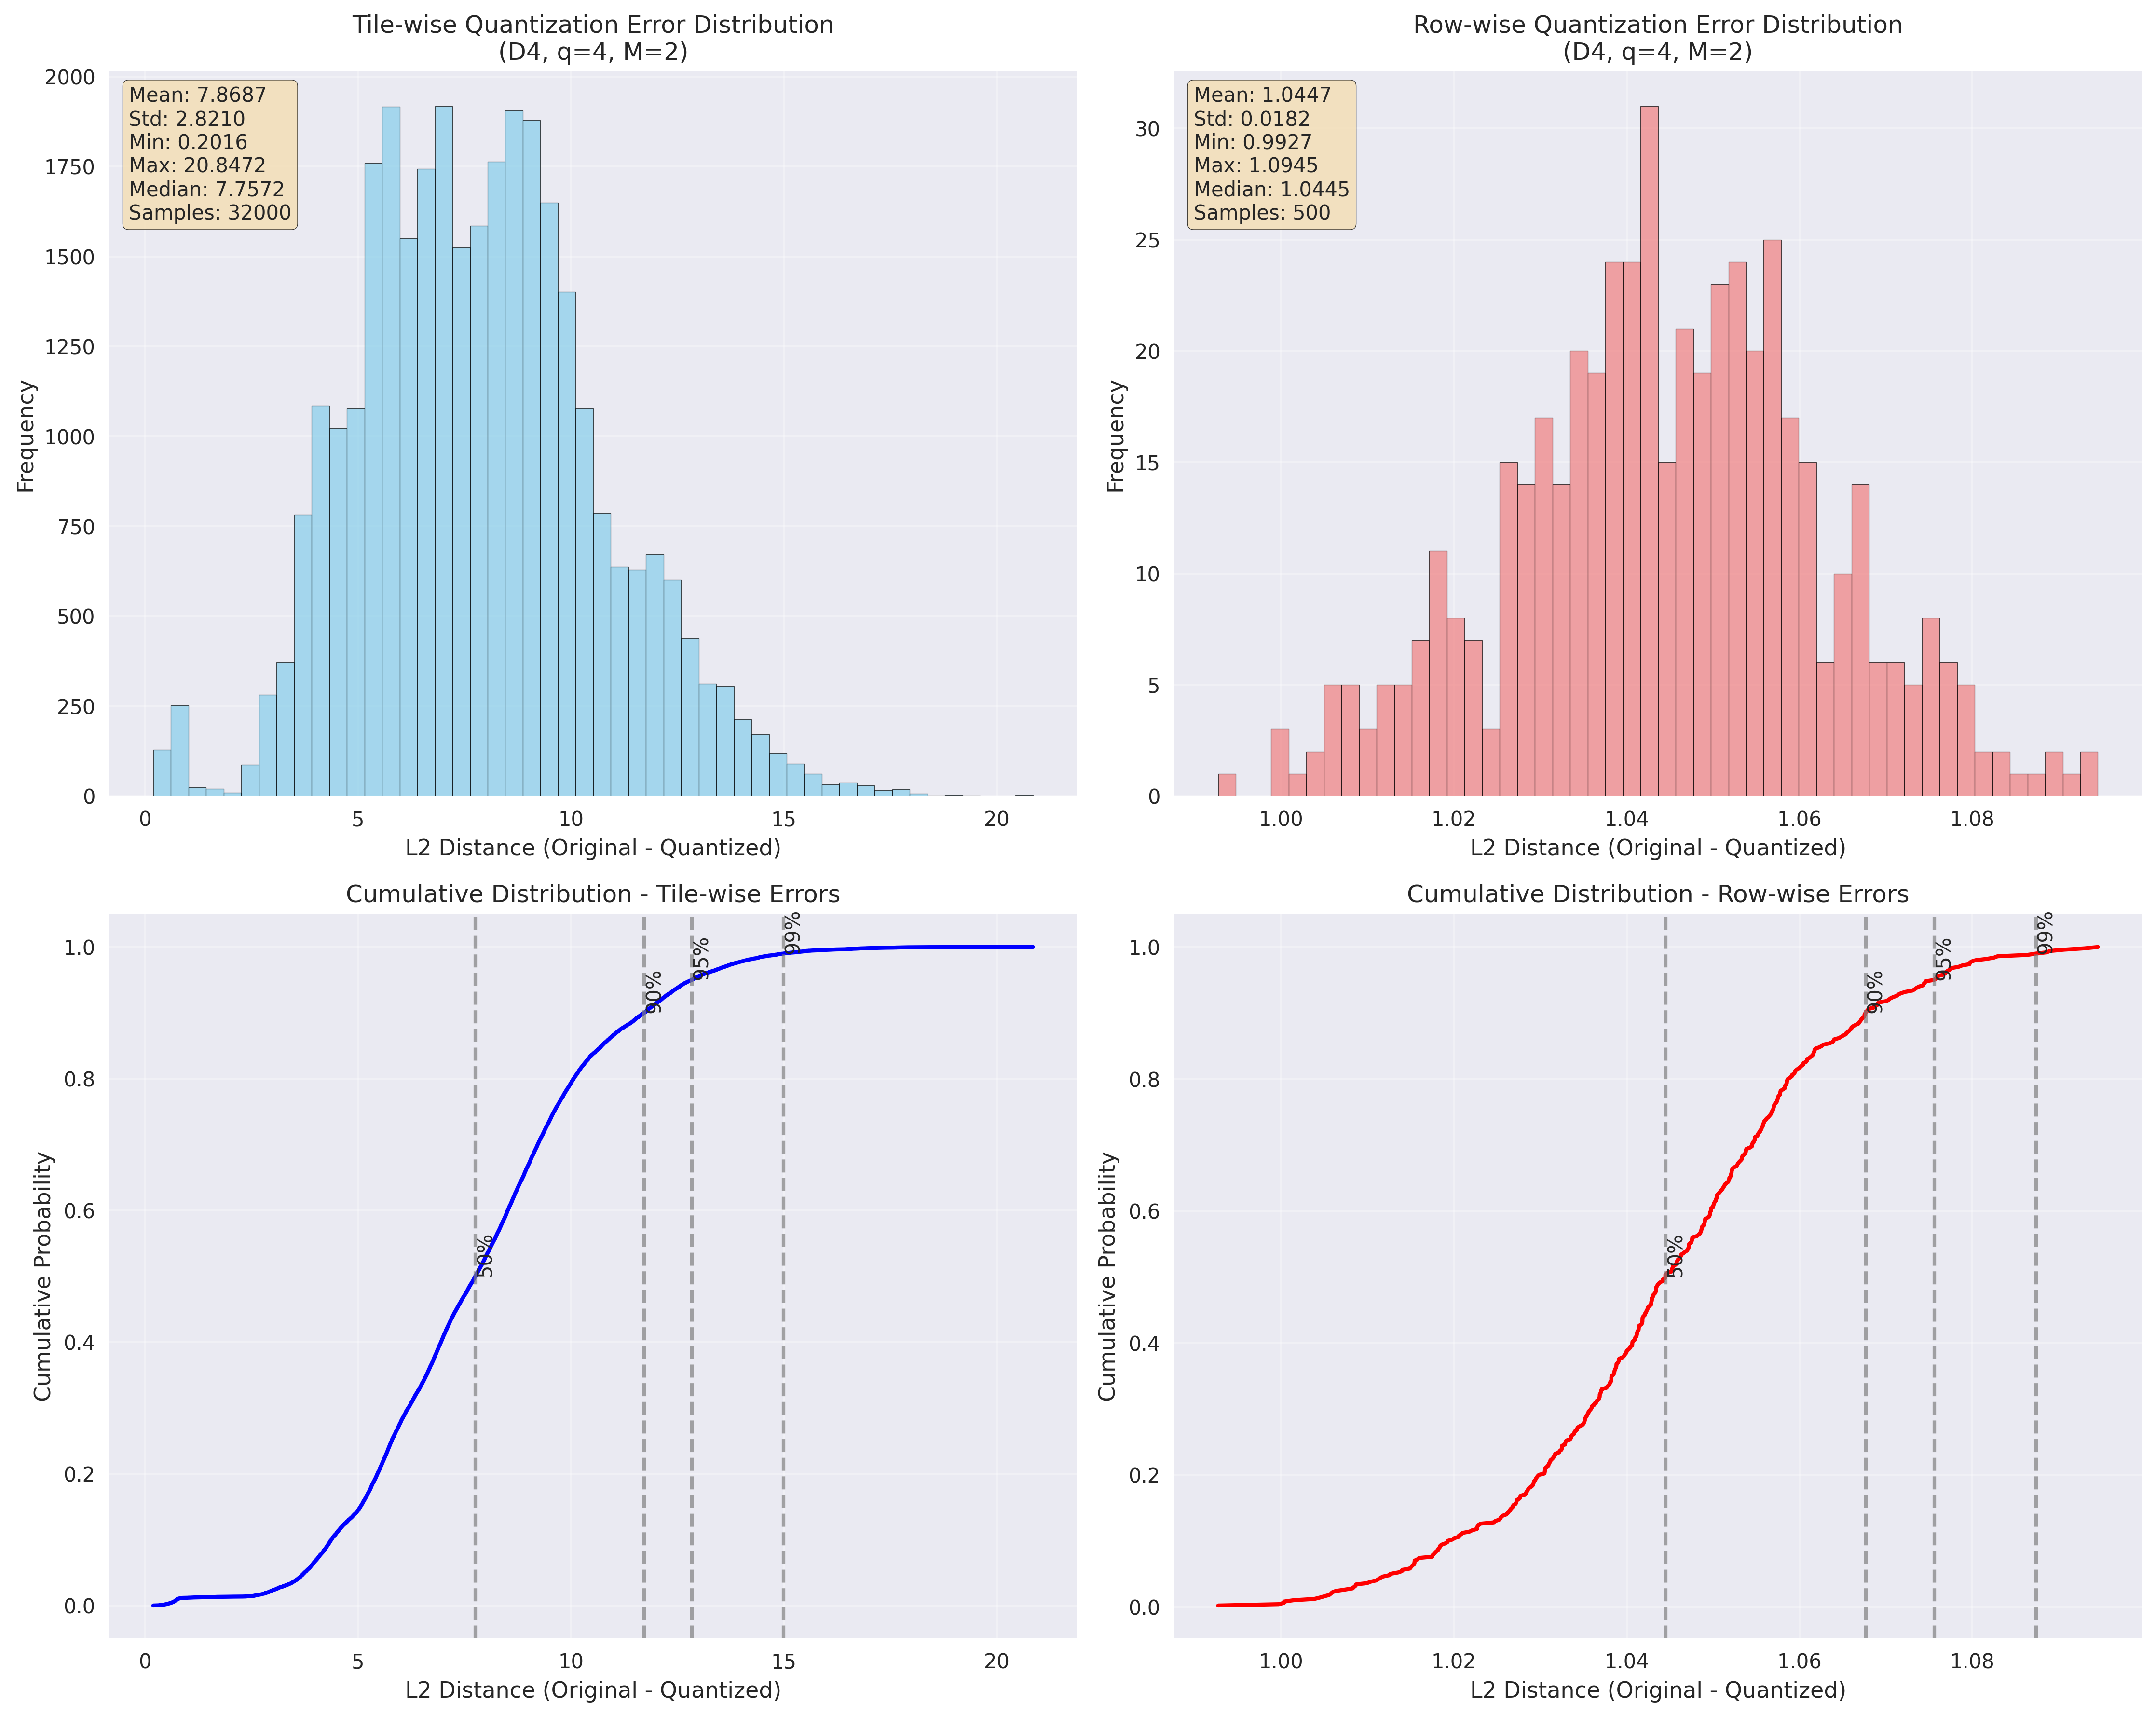 Tile-wise Quantization Error Distribution
(D4, q=4, M=2)
Mean: 7.8687
Std: 2.8210
Min: 0.2016
Max: 20.8472
Median: 7.7572
Samples: 32000
Frequency
2000
1750
1500
1250
1000
750
500
250
0
0 5 10 15 20
L2 Distance (Original - Quantized)
Row-wise Quantization Error Distribution
(D4, q=4, M=2)
Mean: 1.0447
Std: 0.0182
Min: 0.9927
Max: 1.0945
Median: 1.0445
Samples: 500
Frequency
30
25
20
15
10
5
0
1.00 1.02 1.04 1.06 1.08
L2 Distance (Original - Quantized)
Cumulative Distribution - Tile-wise Errors
Cumulative Probability
1.0
0.8
0.6
0.4
0.2
0.0
50%
90%
95%
99%
0 5 10 15 20
L2 Distance (Original - Quantized)
Cumulative Distribution - Row-wise Errors
Cumulative Probability
1.0
0.8
0.6
0.4
0.2
0.0
50%
90%
95%
99%
1.00 1.02 1.04 1.06 1.08
L2 Distance (Original - Quantized)